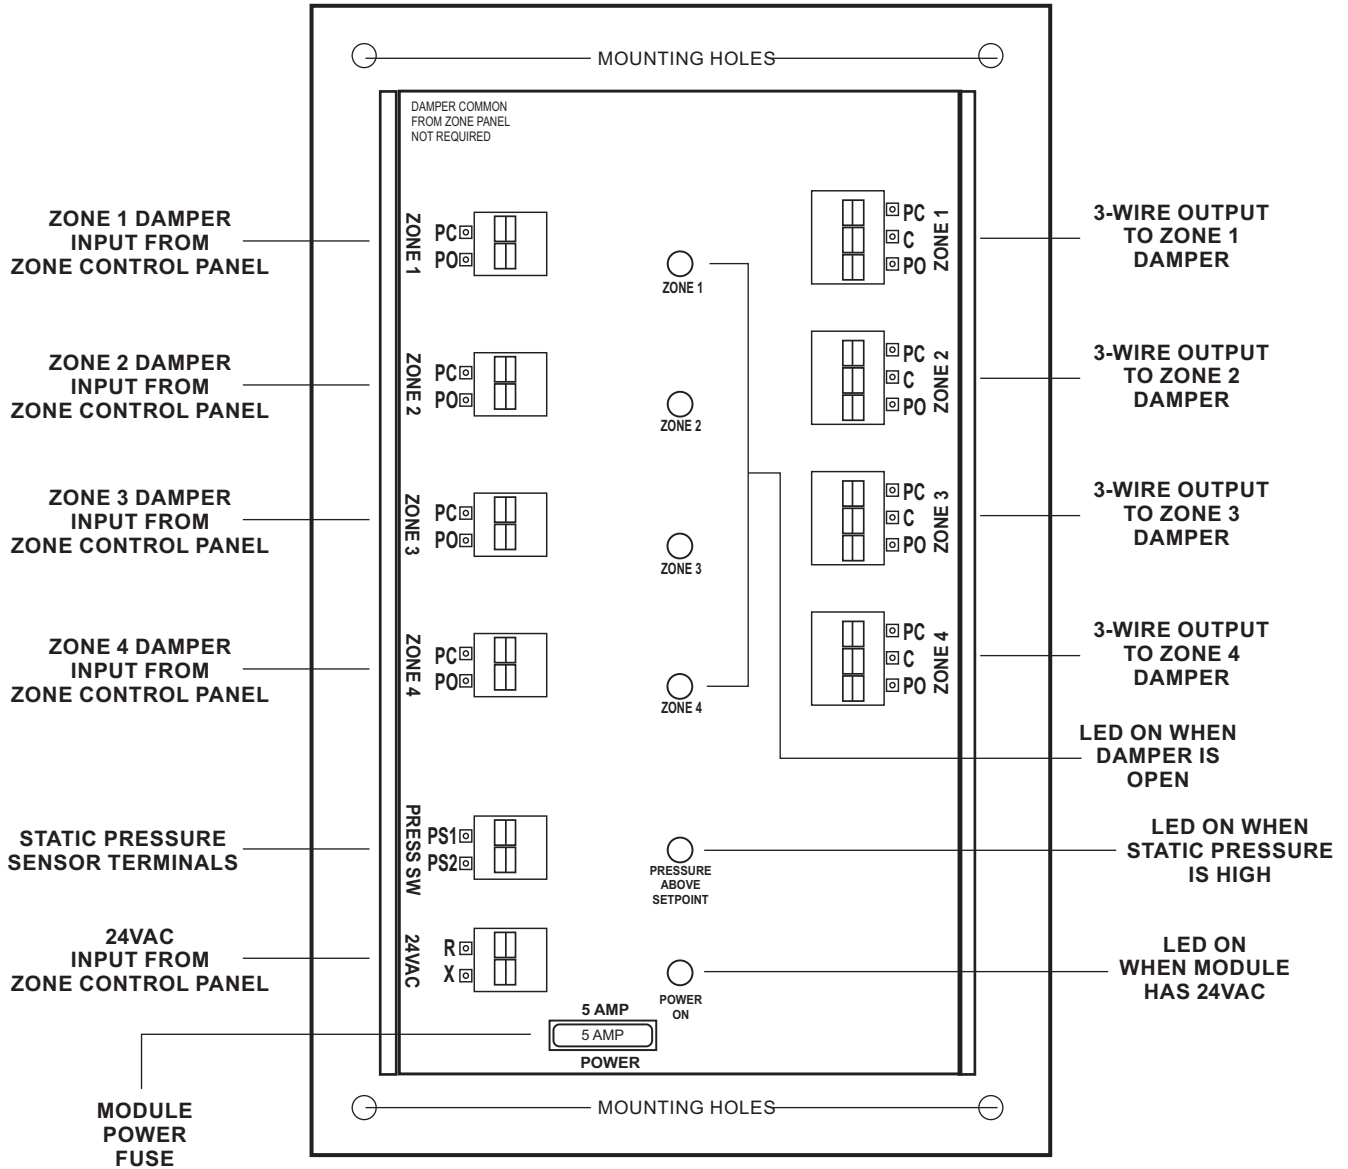 MOUNTING HOLES
DAMPER COMMON
FROM ZONE PANEL
NOT REQUIRED
ZONE 1 DAMPER
INPUT FROM
ZONE CONTROL PANEL
ZONE 1
PC
PO
ZONE 1
PC
C
PO
ZONE 1
3-WIRE OUTPUT
TO ZONE 1
DAMPER
ZONE 2 DAMPER
INPUT FROM
ZONE CONTROL PANEL
ZONE 2
PC
PO
ZONE 2
PC
C
PO
ZONE 2
3-WIRE OUTPUT
TO ZONE 2
DAMPER
ZONE 3 DAMPER
INPUT FROM
ZONE CONTROL PANEL
ZONE 3
PC
PO
ZONE 3
PC
C
PO
ZONE 3
3-WIRE OUTPUT
TO ZONE 3
DAMPER
ZONE 4 DAMPER
INPUT FROM
ZONE CONTROL PANEL
ZONE 4
PC
PO
ZONE 4
PC
C
PO
ZONE 4
3-WIRE OUTPUT
TO ZONE 4
DAMPER
LED ON WHEN
DAMPER IS
OPEN
STATIC PRESSURE
SENSOR TERMINALS
PRESS SW
PS1
PS2
PRESSURE
ABOVE
SETPOINT
LED ON WHEN
STATIC PRESSURE
IS HIGH
24VAC
INPUT FROM
ZONE CONTROL PANEL
24VAC
R
X
POWER
ON
LED ON
WHEN MODULE
HAS 24VAC
5 AMP
5 AMP
POWER
MODULE
POWER
FUSE
MOUNTING HOLES